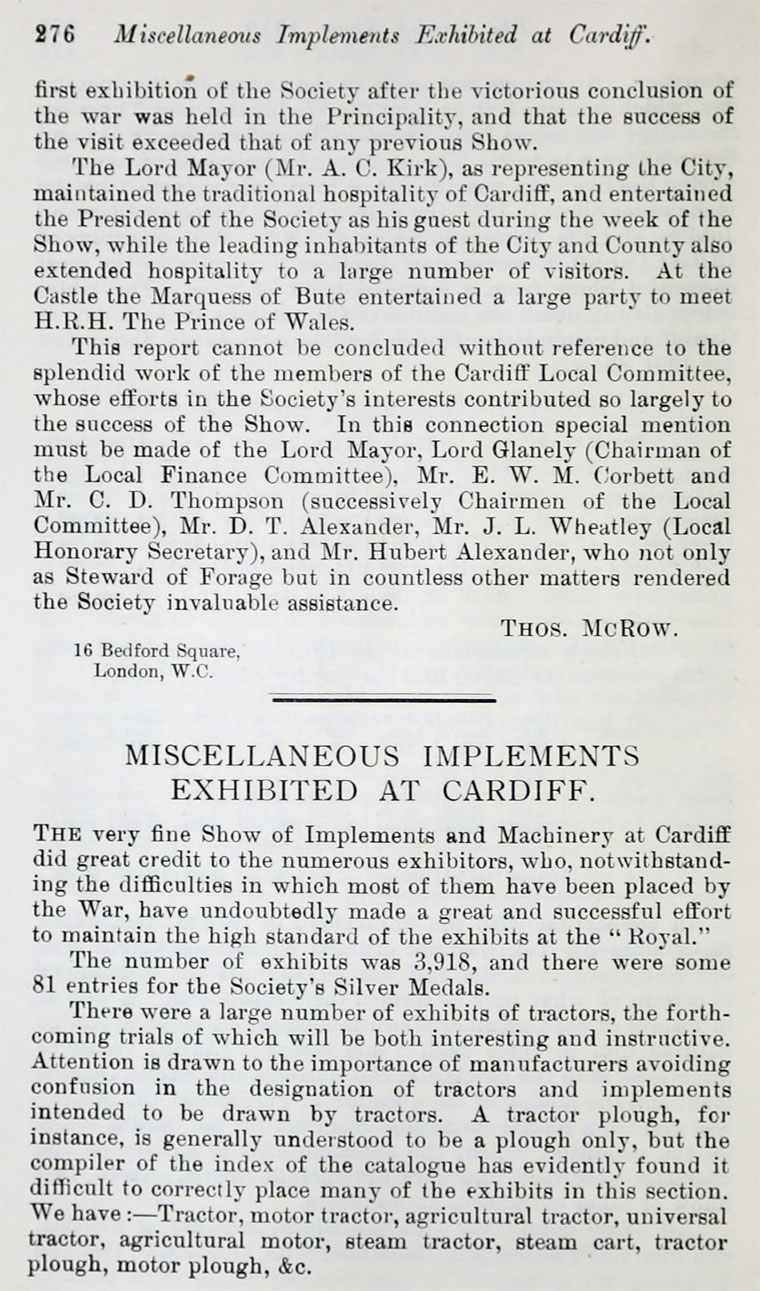 276 Miscellaneous Implements Exhibited at Cardiff.
first exhibition of the Society after the victorious conclusion of
the war was held in the Principality, and that the success of
the visit exceeded that of any previous Show.
The Lord Mayor (Mr. A. C. Kirk), as representing the City,
maintained the traditional hospitality of Cardiff, and entertained
the President of the Society as his guest during the week of the
Show, while the leading inhabitants of the City and County also
extended hospitality to a large number of visitors. At the
Castle the Marquess of Bute entertained a large party to meet
H.R.H. The Prince of Wales.
This report cannot be concluded without reference to the
splendid work of the members of the Cardiff Local Committee,
whose efforts in the Society's interests contributed so largely to
the success of the Show. In this connection special mention
must be made of the Lord Mayor, Lord Glanely (Chairman of
the Local Finance Committee), Mr. E. W. M. Corbett and
Mr. C. D. Thompson (successively Chairmen of the Local
Committee), Mr. D. T. Alexander, Mr. J. L. Wheatley (Local
Honorary Secretary), and Mr. Hubert Alexander, who not only
as Steward of Forage but in countless other matters rendered
the Society invaluable assistance.
THOS. MCROW.
16 Bedford Square,
London, W.C.
MISCELLANEOUS IMPLEMENTS
EXHIBITED AT CARDIFF.
THE very fine Show of Implements and Machinery at Cardiff
did great credit to the numerous exhibitors, who, notwithstand-
ing the difficulties in which most of them have been placed by
the War, have undoubtedly made a great and successful effort
to maintain the high standard of the exhibits at the " Royal."
The number of exhibits was 3,918, and there were some
81 entries for the Society's Silver Medals.
There were a large number of exhibits of tractors, the forth-
coming trials of which will be both interesting and instructive.
Attention is drawn to the importance of manufacturers avoiding
confusion in the designation of tractors and implements
intended to be drawn by tractors. A tractor plough, for
instance, is generally understood to be a plough only, but the
compiler of the index of the catalogue has evidently found it
difficult to correctly place many of the exhibits in this section.
We have :—Tractor, motor tractor, agricultural tractor, universal
tractor, agricultural motor, steam tractor, steam cart, tractor
plough, motor plough, &c.